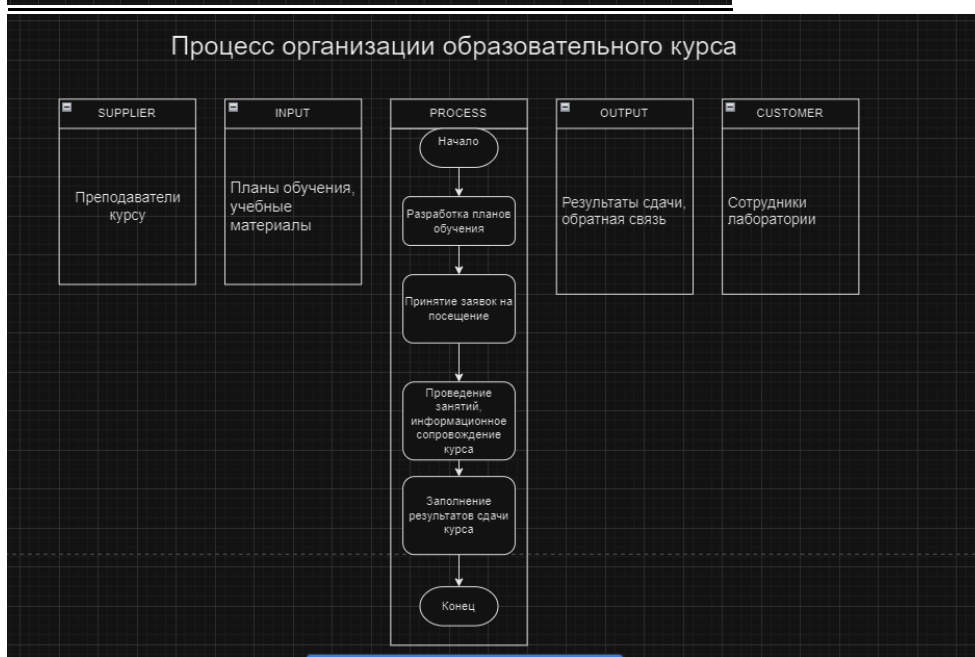 Процесс организации образовательного курса
SUPPLIER
Преподаватели
курсу
INPUT
Планы обучения,
учебные
материалы
PROCESS
Начало
Разработка планов
обучения
Принятие заявок на
посещение
Проведение
занятий,
информационное
сопровождение
курса
Заполнение
результатов сдачи
курса
Конец
OUTPUT
Результаты сдачи,
обратная связь
CUSTOMER
Сотрудники
лаборатории